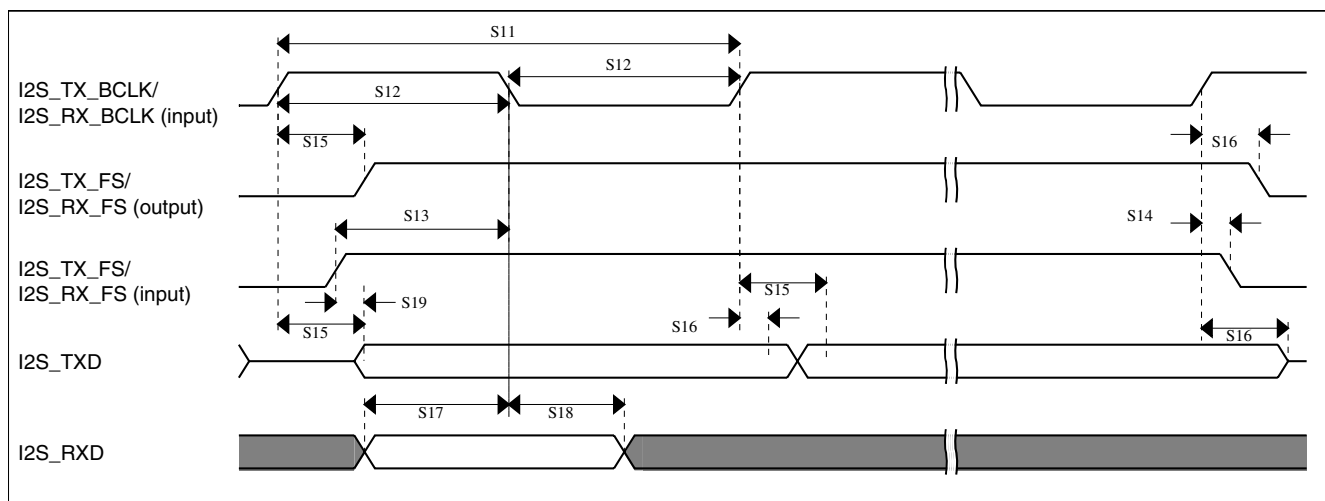 S11
I2S_TX_BCLK/
I2S_RX_BCLK (input)
S12
S12
S15
S16
I2S_TX_FS/
I2S_RX_FS (output)
S13
S14
I2S_TX_FS/
I2S_RX_FS (input)
S15
S19
S15
S16
S16
I2S_TXD
S17
S18
I2S_RXD